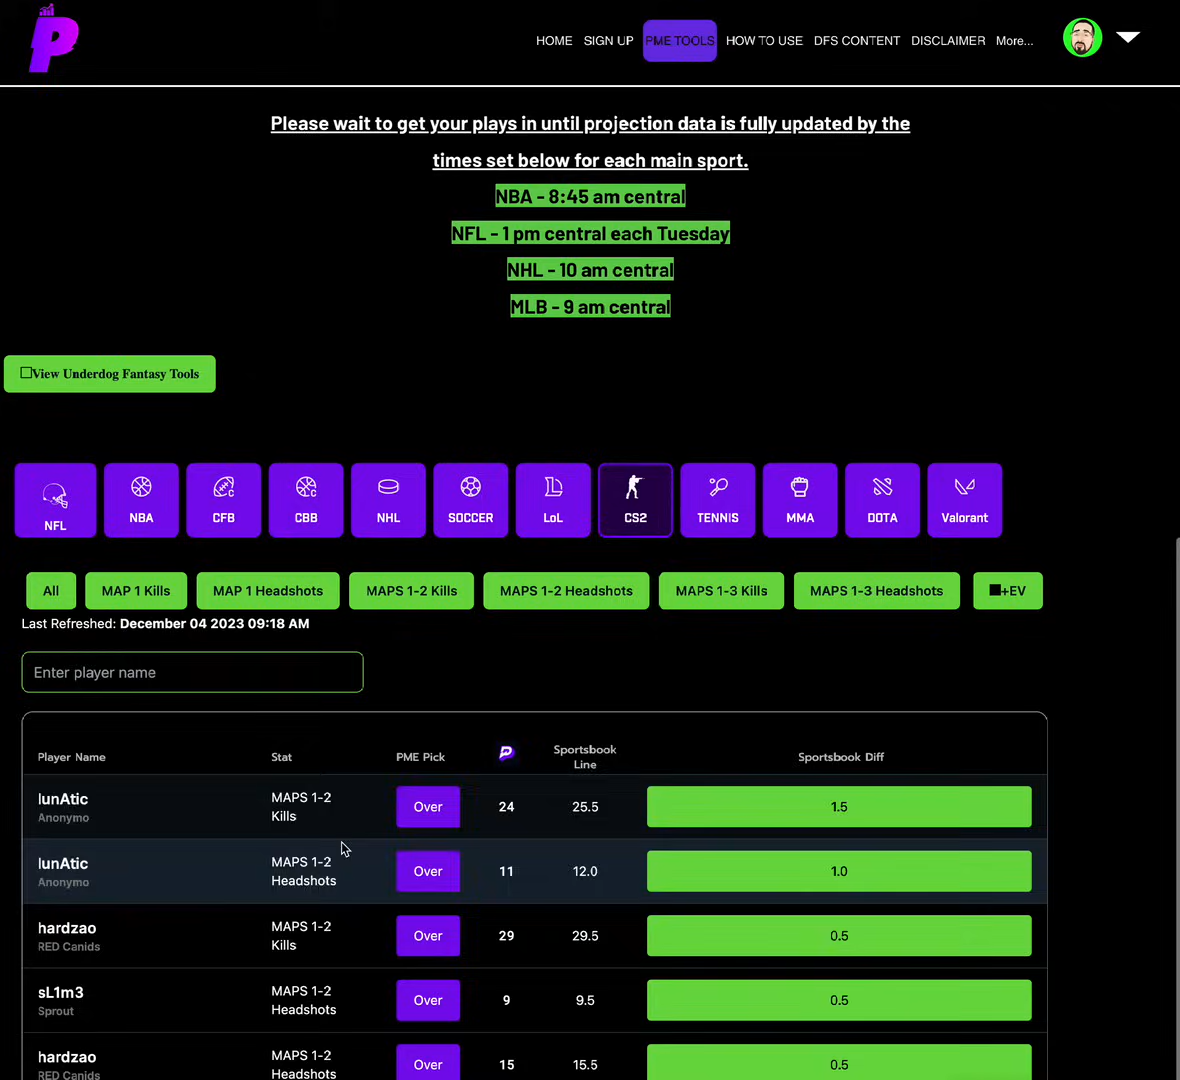 HOME SIGN UP PME TOOLS HOW TO USE DFS CONTENT DISCLAIMER More...
Please wait to get your plays in until projection data is fully updated by the
times set below for each main sport.
NBA - 8:45 am central
NFL - 1 pm central each Tuesday
NHL - 10 am central
MLB - 9 am central
View Underdog Fantasy Tools
NFL NBA CFB CBB NHL SOCCER LoL CS2 TENNIS MMA DOTA Valorant
All MAP 1 Kills MAP 1 Headshots MAPS 1-2 Kills MAPS 1-2 Headshots MAPS 1-3 Kills MAPS 1-3 Headshots +EV
Last Refreshed: December 04 2023 09:18 AM
Enter player name
Player Name Stat PME Pick P Sportsbook Line Sportsbook Diff
lunAtic MAPS 1-2 Over 24 25.5 1.5
Anonymo Kills
lunAtic MAPS 1-2 Over 11 12.0 1.0
Anonymo Headshots
hardzao MAPS 1-2 Over 29 29.5 0.5
RED Canids Kills
sL1m3 MAPS 1-2 Over 9 9.5 0.5
Sprout Headshots
hardzao MAPS 1-2 Over 15 15.5 0.5
RED Canids Headshots